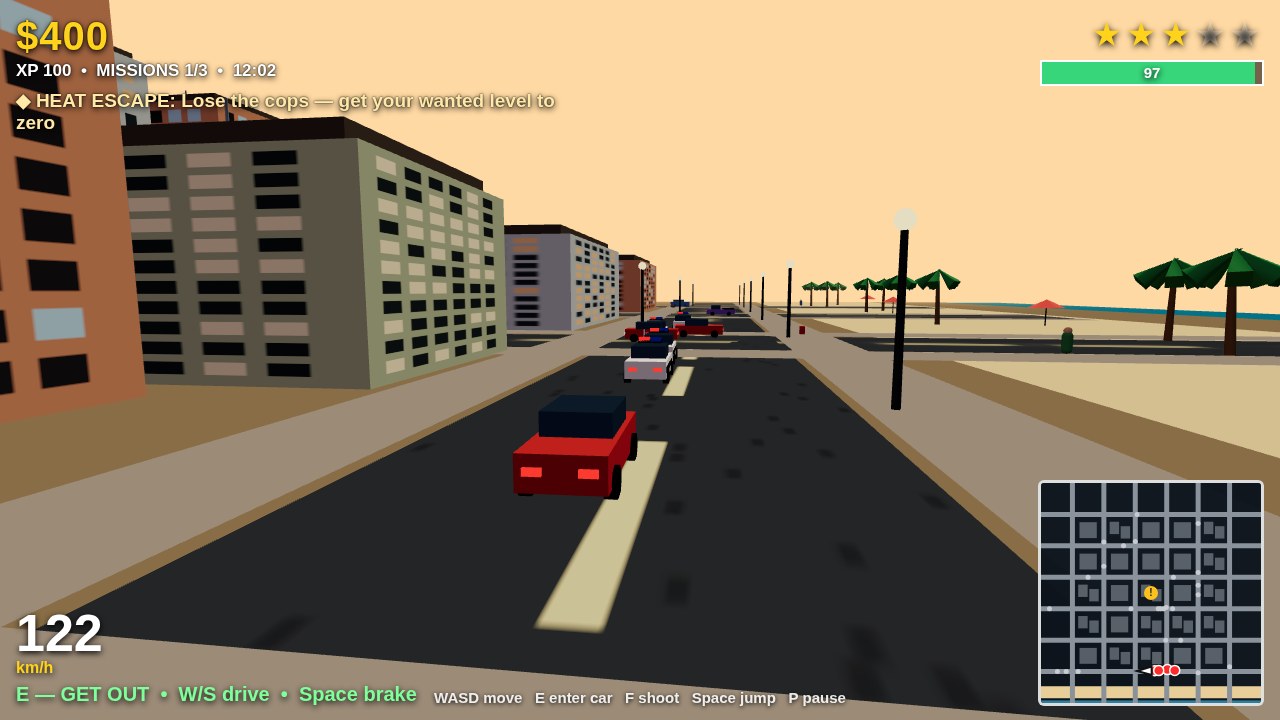 $400
XP 100 • MISSIONS 1/3 • 12:02
◆ HEAT ESCAPE: Lose the cops — get your wanted level to
zero
97
!
122
km/h
E — GET OUT • W/S drive • Space brake
WASD move E enter car F shoot Space jump P pause